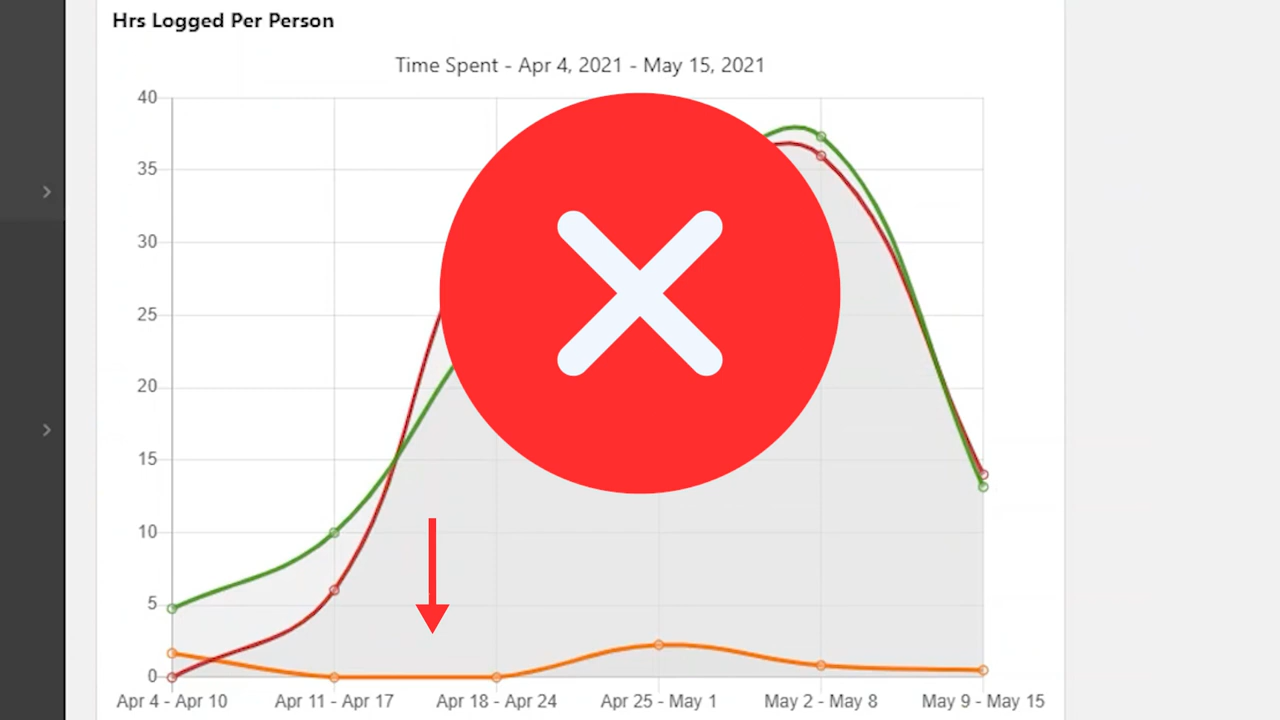 Hrs Logged Per Person
Time Spent - Apr 4, 2021 - May 15, 2021
40
35
30
25
20
15
10
5
0
Apr 4 - Apr 10
Apr 11 - Apr 17
Apr 18 - Apr 24
Apr 25 - May 1
May 2 - May 8
May 9 - May 15